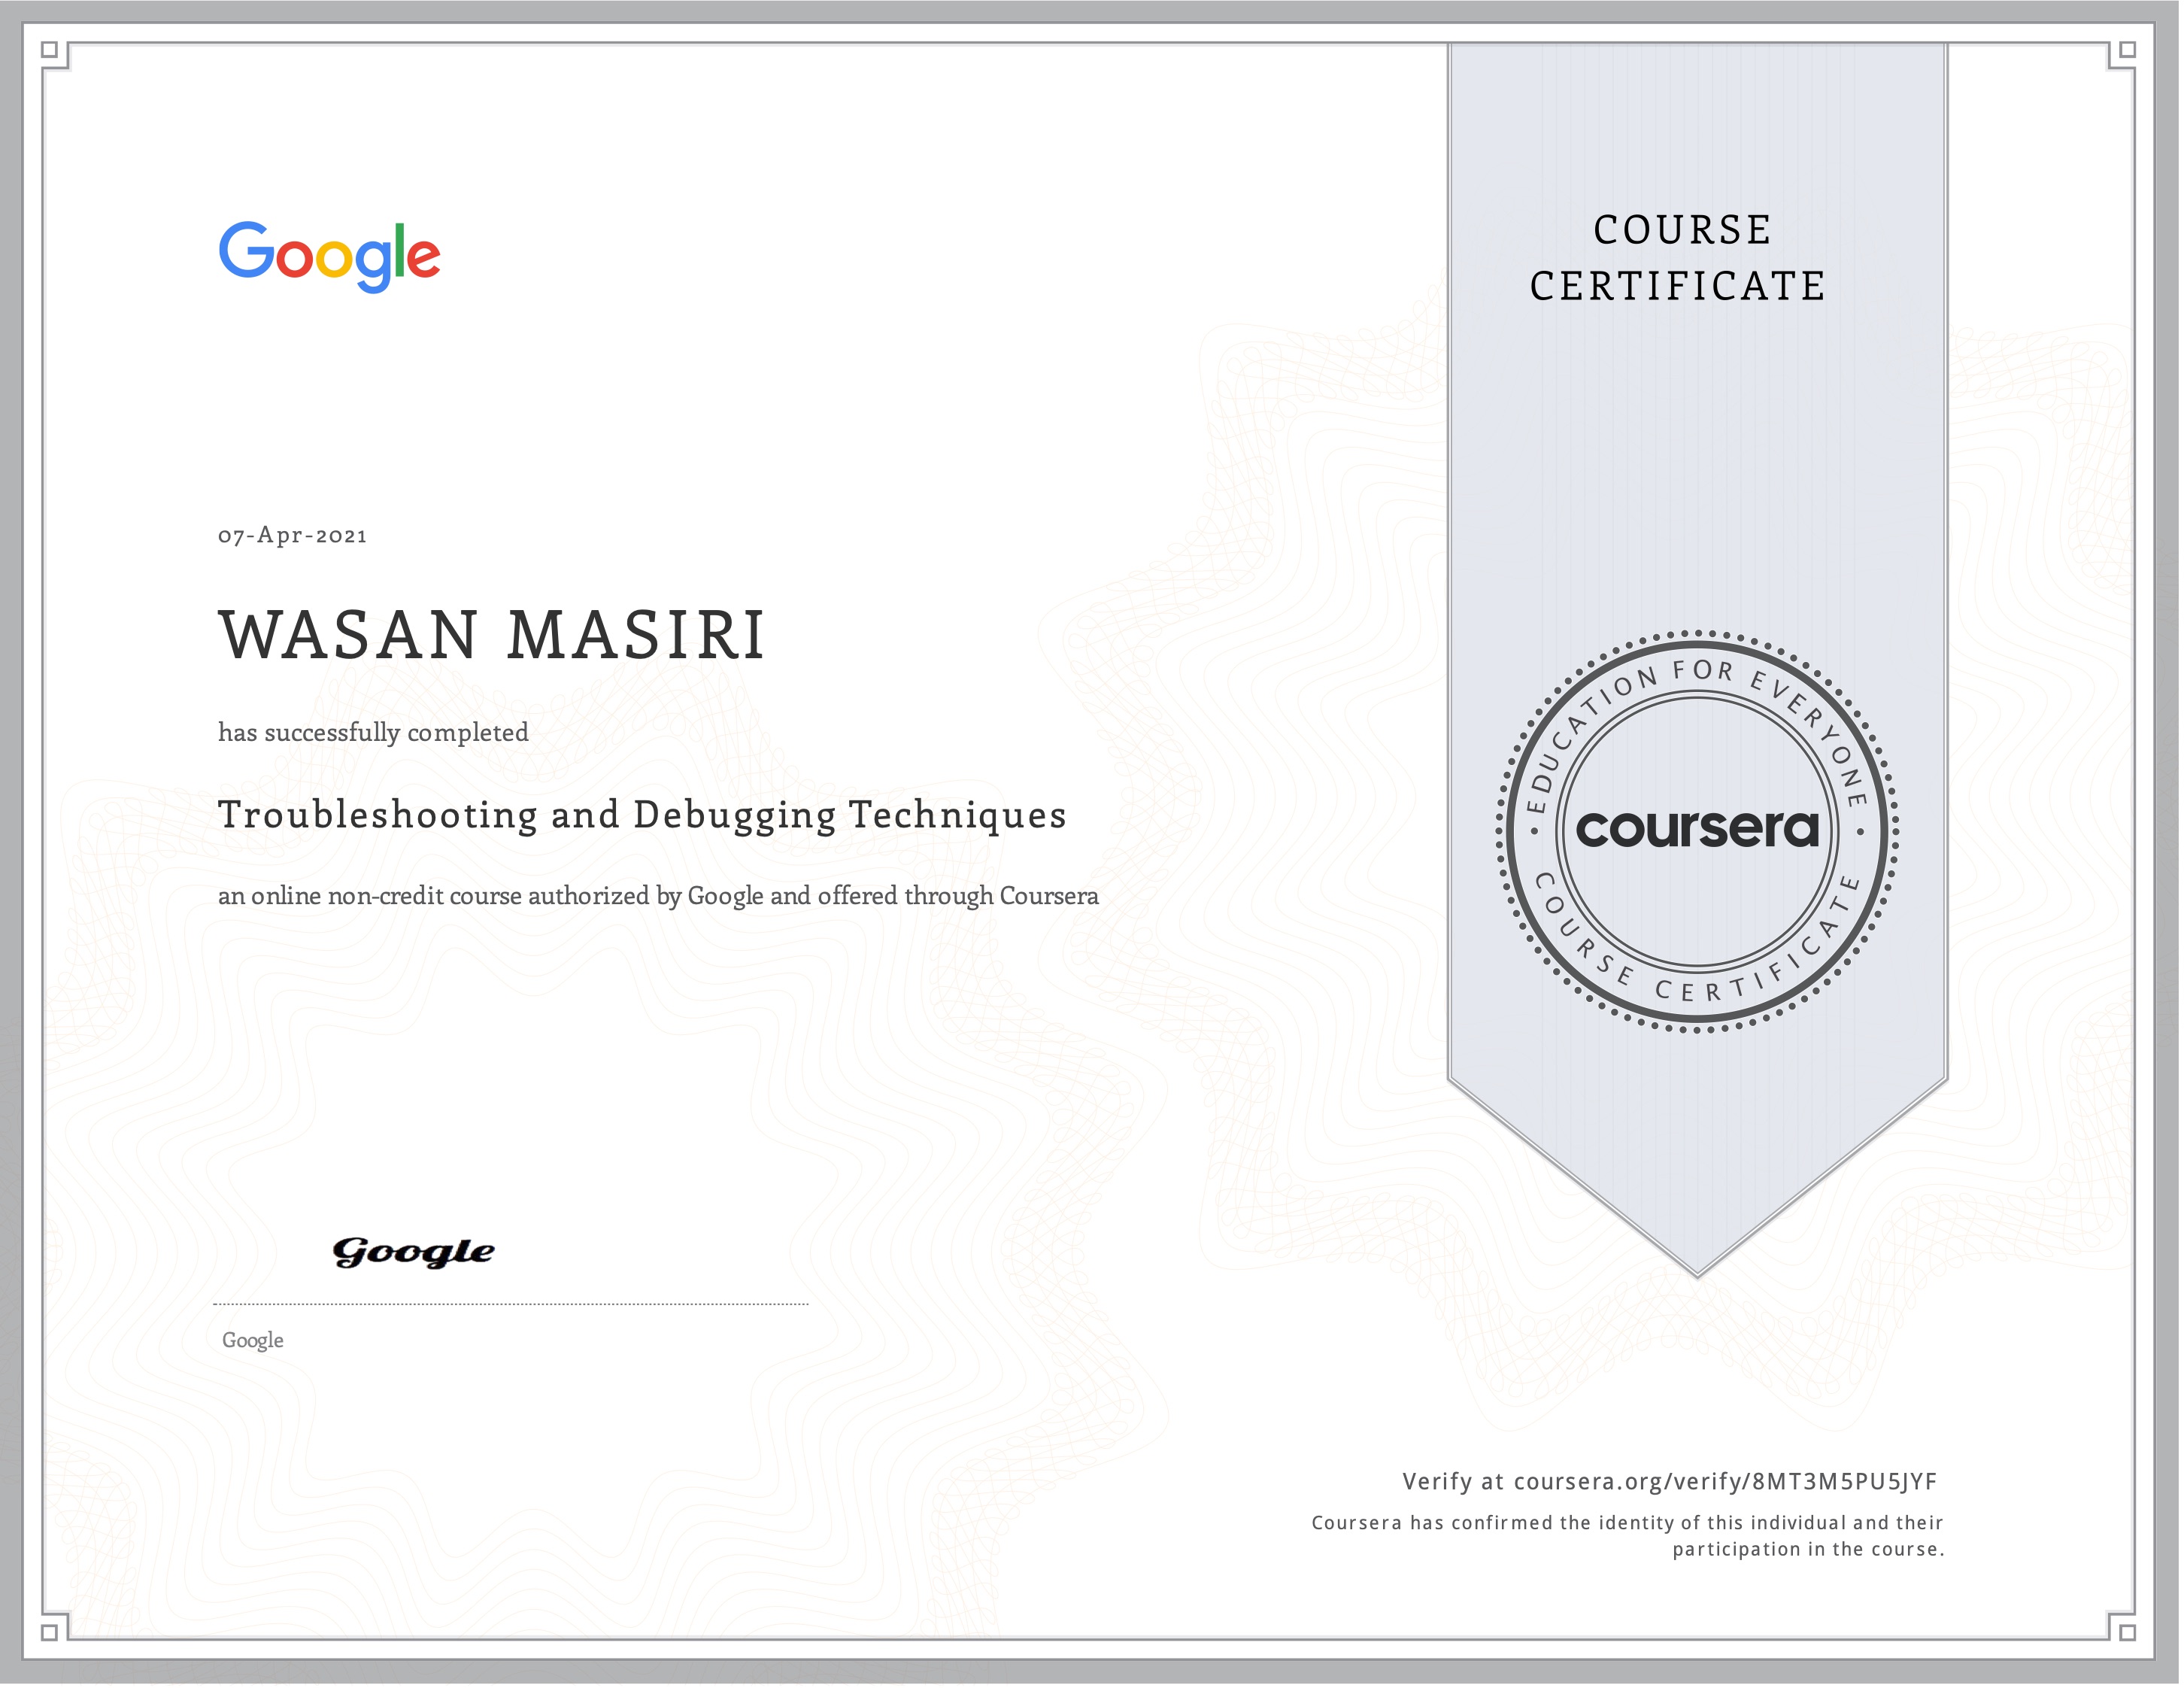 Google
COURSE
CERTIFICATE
07-Apr-2021
WASAN MASIRI
has successfully completed
Troubleshooting and Debugging Techniques
an online non-credit course authorized by Google and offered through Coursera
EDUCATION FOR EVERYONE
coursera
COURSE CERTIFICATE
Google
Google
Verify at coursera.org/verify/8MT3M5PU5JYF
Coursera has confirmed the identity of this individual and their
participation in the course.